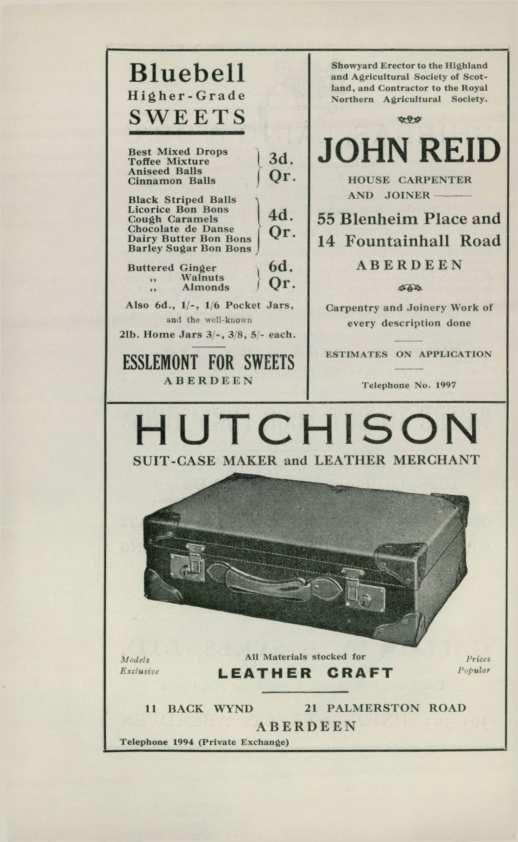 Bluebell
Higher-Grade
SWEETS
Best Mixed Drops
Toffee Mixture
Aniseed Balls
Cinnamon Balls
3d.
Qr.
Black Striped Balls
Licorice Bon Bons
Cough Caramels
Chocolate de Danse
Dairy Butter Bon Bons
Barley Sugar Bon Bons
4d.
Qr.
Buttered Ginger
,, Walnuts
,, Almonds
6d.
Qr.
Also 6d., 1/-, 1/6 Pocket Jars,
and the well-known
2lb. Home Jars 3/-, 3/8, 5/- each.
ESSLEMONT FOR SWEETS
ABERDEEN
Showyard Erector to the Highland
and Agricultural Society of Scot-
land, and Contractor to the Royal
Northern Agricultural Society.
JOHN REID
HOUSE CARPENTER
AND JOINER
55 Blenheim Place and
14 Fountainhall Road
ABERDEEN
Carpentry and Joinery Work of
every description done
ESTIMATES ON APPLICATION
Telephone No. 1997
HUTCHISON
SUIT-CASE MAKER and LEATHER MERCHANT
Models
Exclusive
All Materials stocked for
LEATHER CRAFT
Prices
Popular
11 BACK WYND 21 PALMERSTON ROAD
ABERDEEN
Telephone 1994 (Private Exchange)